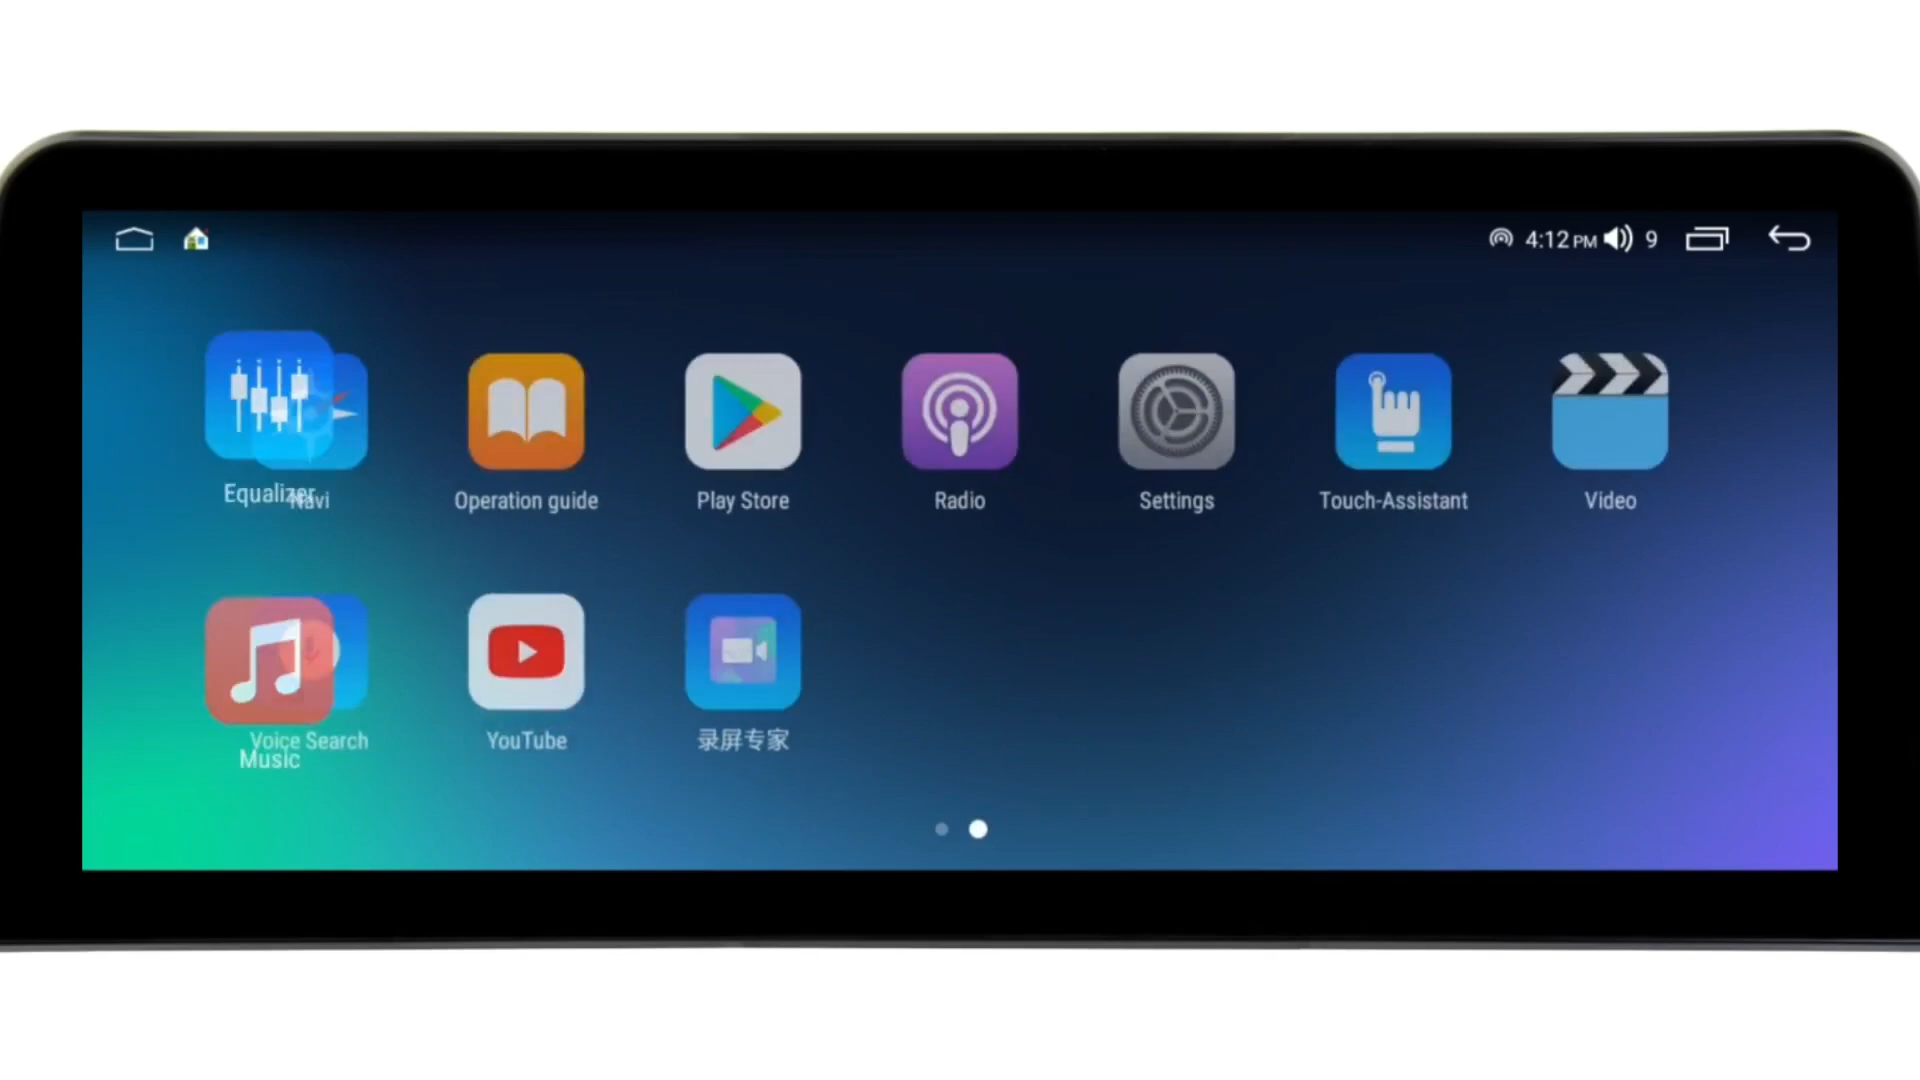 4:12 PM 9
Equalizer
Navi
Operation guide
Play Store
Radio
Settings
Touch-Assistant
Video
Voice Search
Music
YouTube
录屏专家